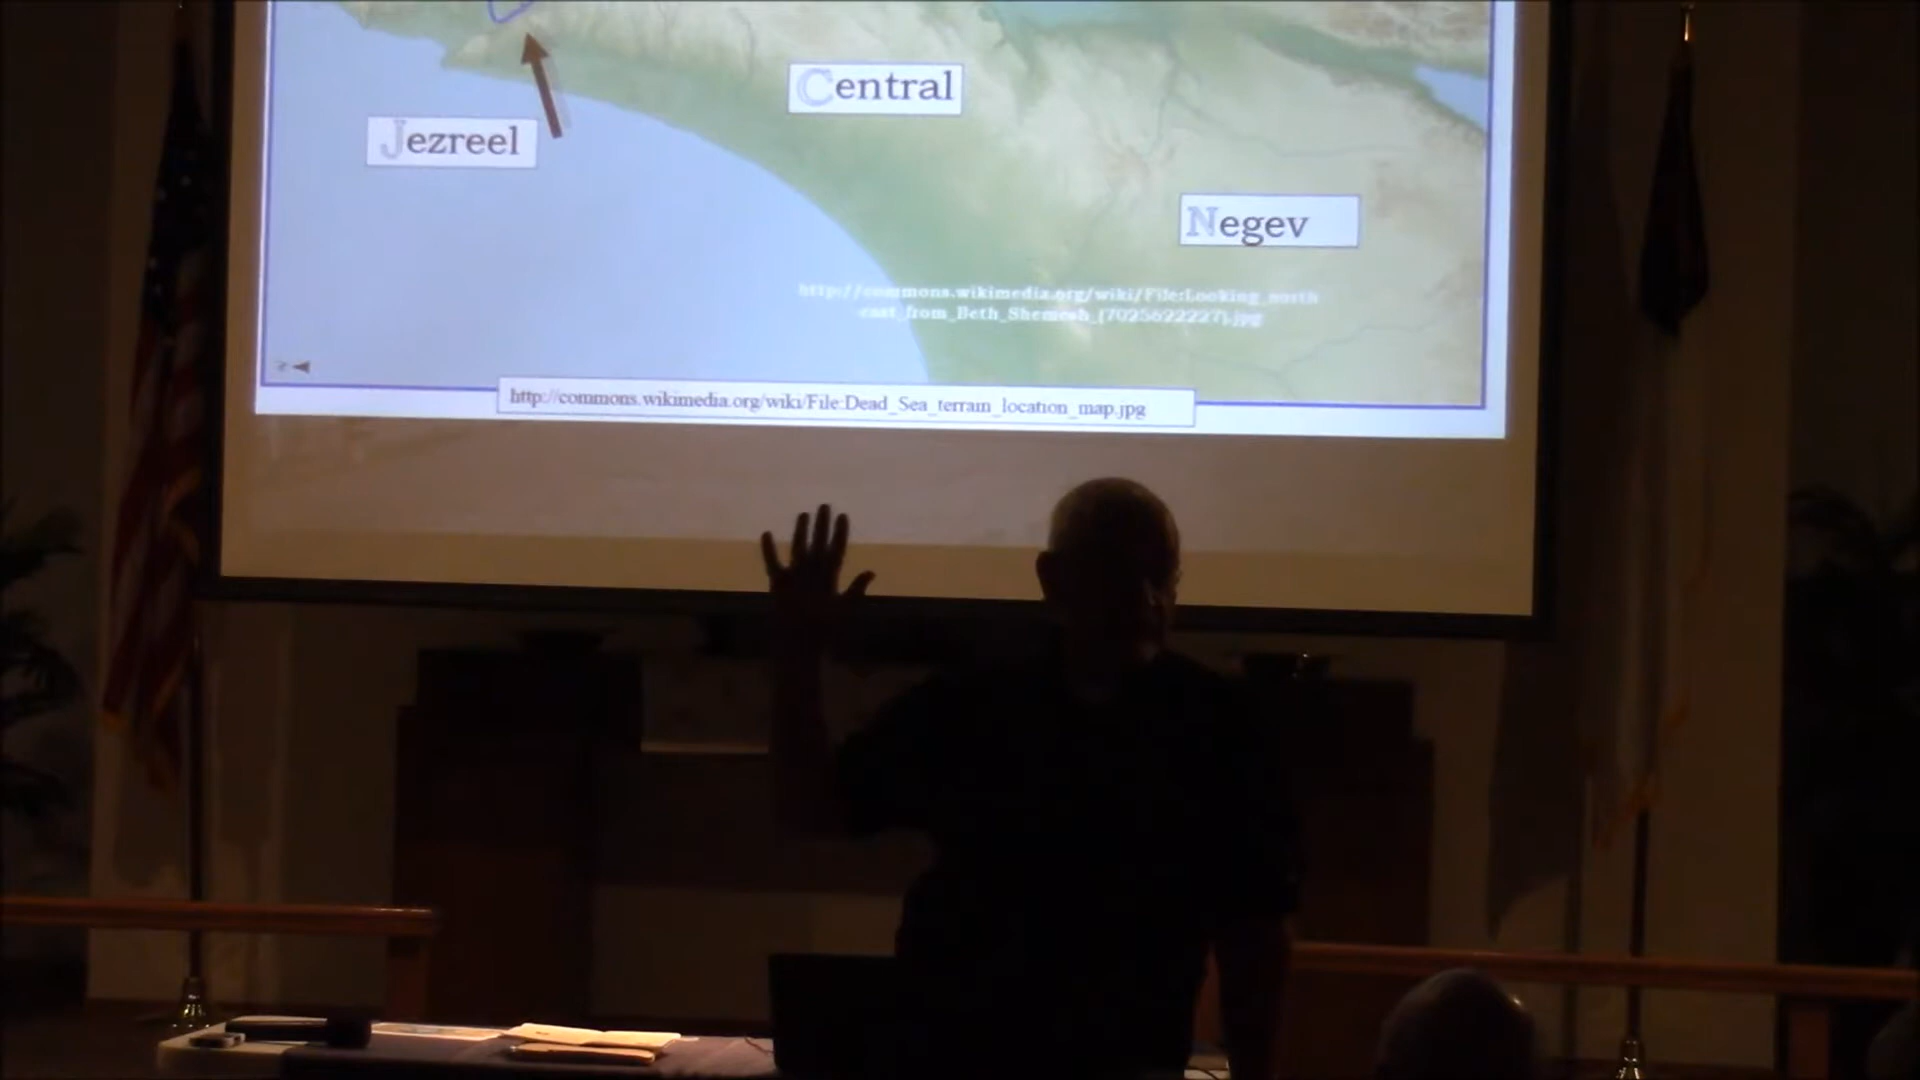 Central
Jezreel
Negev
http://commons.wikimedia.org/wiki/File:Looking_north
east_from_Beth_Shemesh_(7025622227).jpg
http://commons.wikimedia.org/wiki/File:Dead_Sea_terrain_location_map.jpg